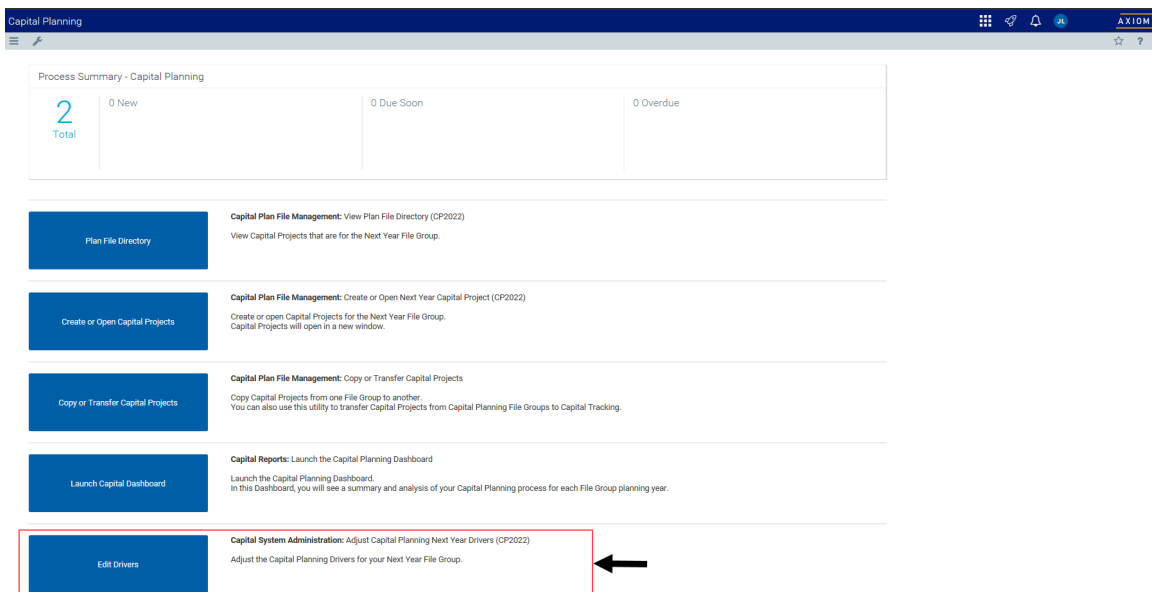 Capital Planning
JL
AXIOM
?
Process Summary - Capital Planning
2
Total
0 New
0 Due Soon
0 Overdue
Plan File Directory
Capital Plan File Management: View Plan File Directory (CP2022)
View Capital Projects that are for the Next Year File Group.
Create or Open Capital Projects
Capital Plan File Management: Create or Open Next Year Capital Project (CP2022)
Create or open Capital Projects for the Next Year File Group.
Capital Projects will open in a new window.
Copy or Transfer Capital Projects
Capital Plan File Management: Copy or Transfer Capital Projects
Copy Capital Projects from one File Group to another.
You can also use this utility to transfer Capital Projects from Capital Planning File Groups to Capital Tracking.
Launch Capital Dashboard
Capital Reports: Launch the Capital Planning Dashboard
Launch the Capital Planning Dashboard.
In this Dashboard, you will see a summary and analysis of your Capital Planning process for each File Group planning year.
Edit Drivers
Capital System Administration: Adjust Capital Planning Next Year Drivers (CP2022)
Adjust the Capital Planning Drivers for your Next Year File Group.